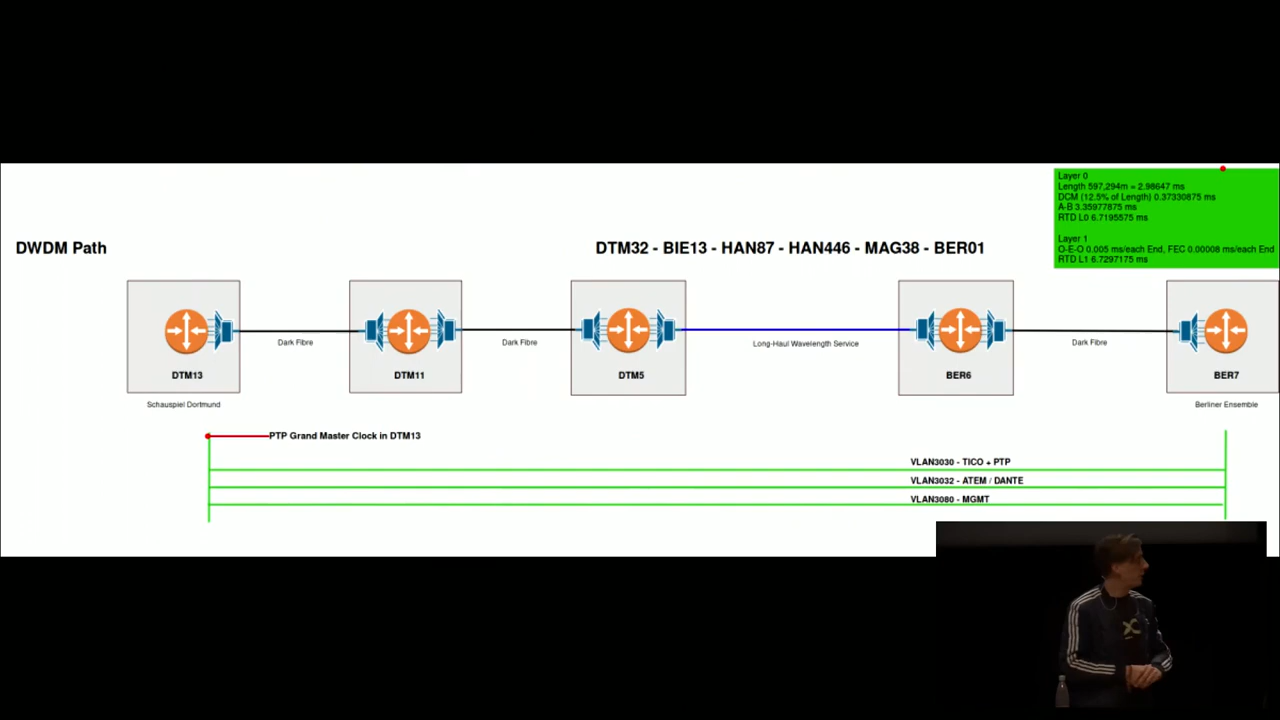 Layer 0
Length 597,294m = 2.98647 ms
DCM (12.5% of Length) 0.37330875 ms
A-B 3.35977875 ms
RTD L0 6.7195575 ms
Layer 1
O-E-O 0.005 ms/each End, FEC 0.00008 ms/each End
RTD L1 6.7297175 ms
DWDM Path
DTM32 - BIE13 - HAN87 - HAN446 - MAG38 - BER01
Dark Fibre
Dark Fibre
Long-Haul Wavelength Service
Dark Fibre
DTM13
DTM11
DTM5
BER6
BER7
Schauspiel Dortmund
Berliner Ensemble
PTP Grand Master Clock in DTM13
VLAN3030 - TICO + PTP
VLAN3032 - ATEM / DANTE
VLAN3080 - MGMT